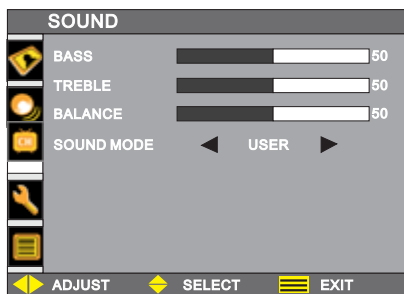 SOUND
BASS 50
TREBLE 50
BALANCE 50
SOUND MODE USER
ADJUST SELECT EXIT